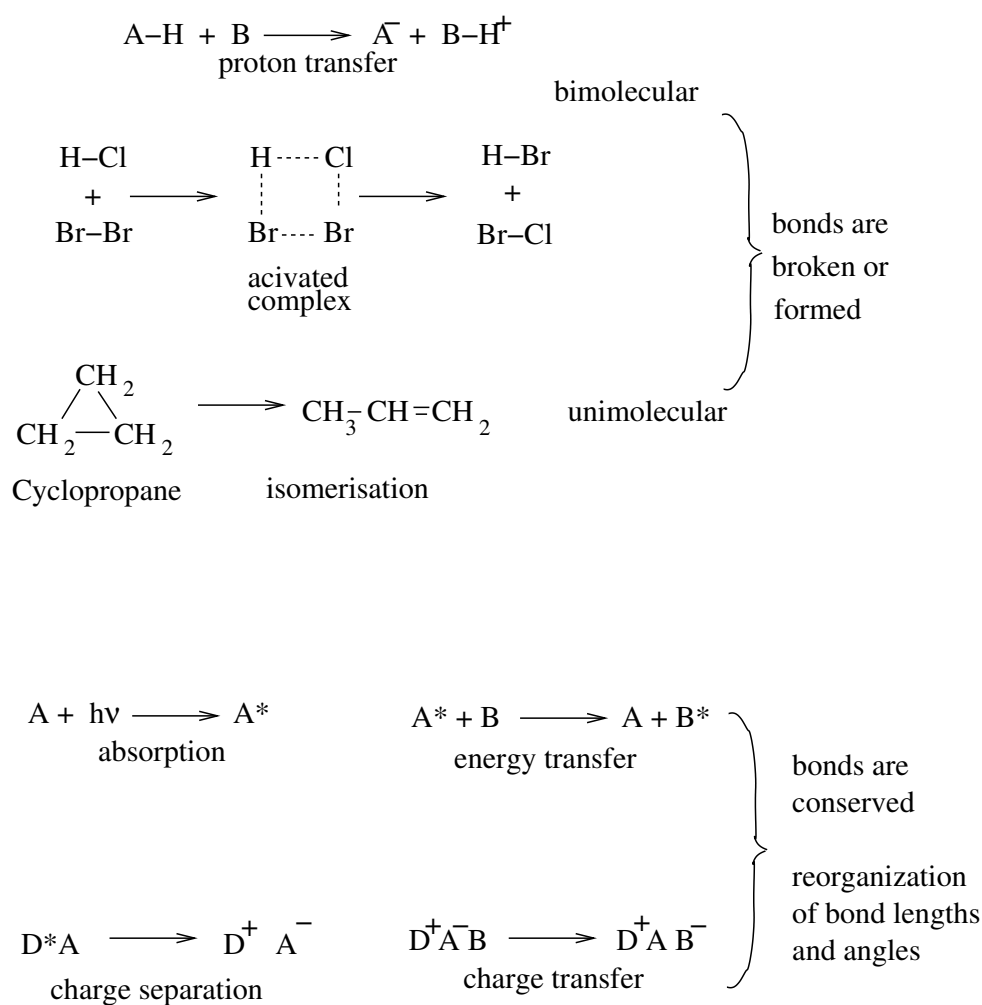 A–H + B ⟶ A⁻ + B–H⁺
proton transfer
bimolecular
H–Cl H ----- Cl H–Br
+ ⟶ ⟶ +
Br–Br Br ---- Br Br–Cl
acivated
complex
bonds are
broken or
formed
CH₂
CH₂ — CH₂ ⟶ CH₃–CH=CH₂ unimolecular
Cyclopropane isomerisation
A + hν ⟶ A* A* + B ⟶ A + B*
absorption energy transfer
bonds are
conserved
reorganization
of bond lengths
and angles
D*A ⟶ D⁺ A⁻ D⁺A⁻B ⟶ D⁺A B⁻
charge separation charge transfer